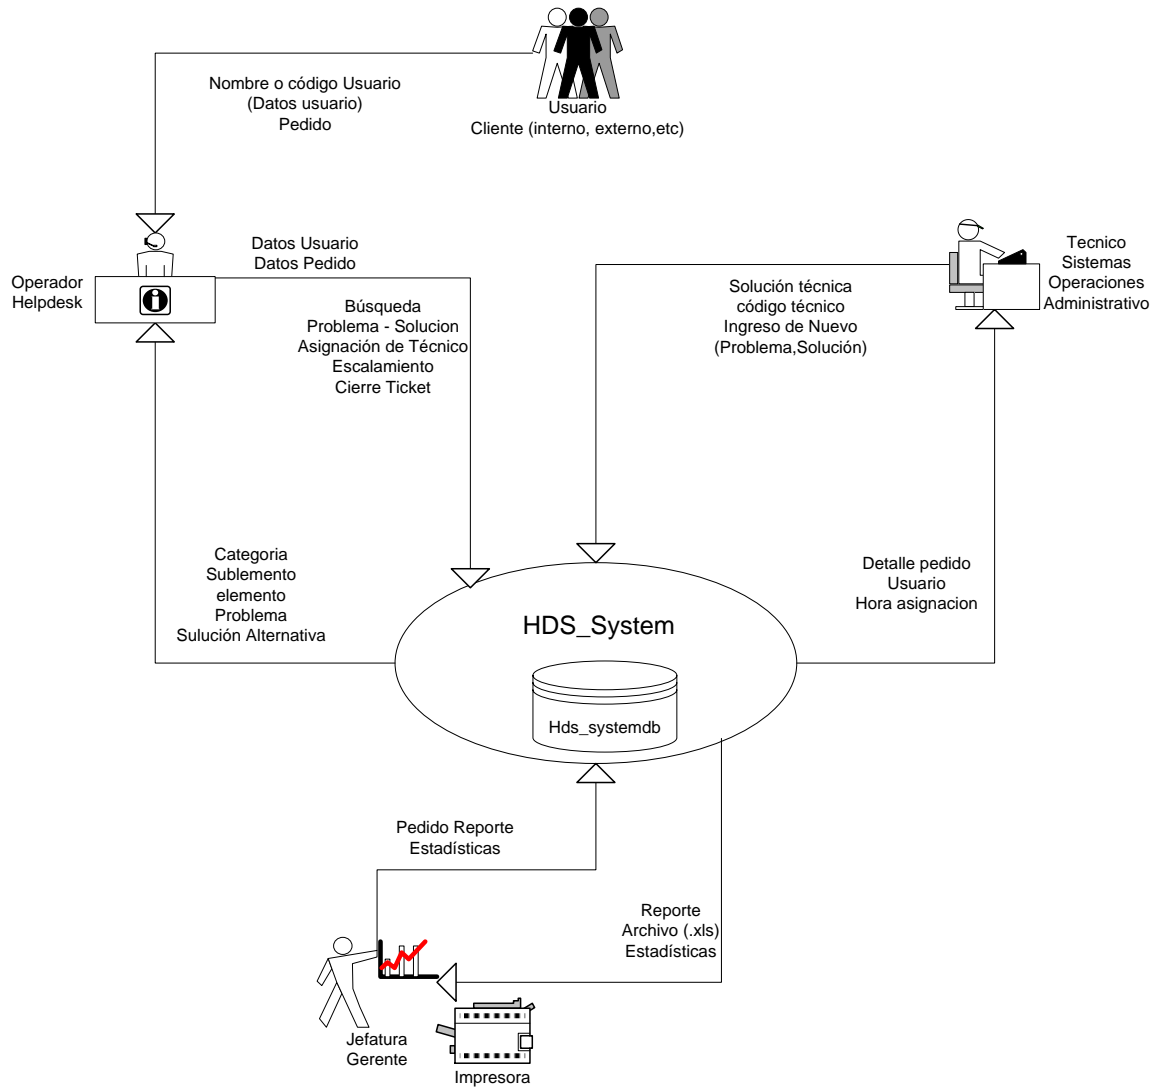 Usuario
Cliente (interno, externo,etc)
Nombre o código Usuario
(Datos usuario)
Pedido
Operador
Helpdesk
Datos Usuario
Datos Pedido
Búsqueda
Problema - Solucion
Asignación de Técnico
Escalamiento
Cierre Ticket
Solución técnica
código técnico
Ingreso de Nuevo
(Problema,Solución)
Tecnico
Sistemas
Operaciones
Administrativo
Categoria
Sublemento
elemento
Problema
Sulución Alternativa
Detalle pedido
Usuario
Hora asignacion
HDS_System
Hds_systemdb
Pedido Reporte
Estadísticas
Reporte
Archivo (.xls)
Estadísticas
Jefatura
Gerente
Impresora